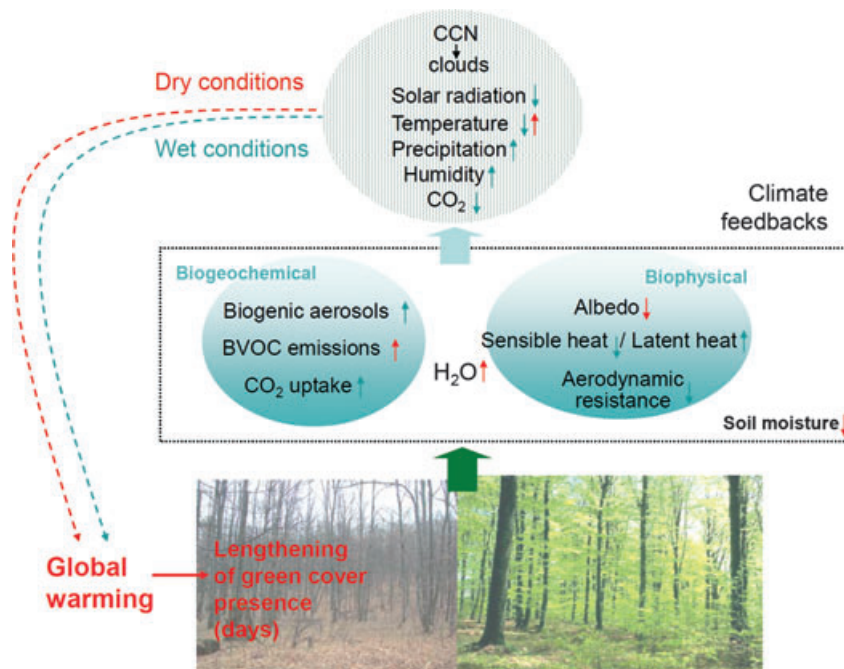 CCN
clouds
Solar radiation ↓
Temperature ↓↑
Precipitation ↑
Humidity ↑
CO₂ ↓
Dry conditions
Wet conditions
Climate
feedbacks
Biogeochemical
Biogenic aerosols ↑
BVOC emissions ↑
CO₂ uptake ↑
H₂O ↑
Biophysical
Albedo ↓
Sensible heat ↓ / Latent heat ↑
Aerodynamic
resistance ↓
Soil moisture ↓
Global
warming
Lengthening
of green cover
presence
(days)